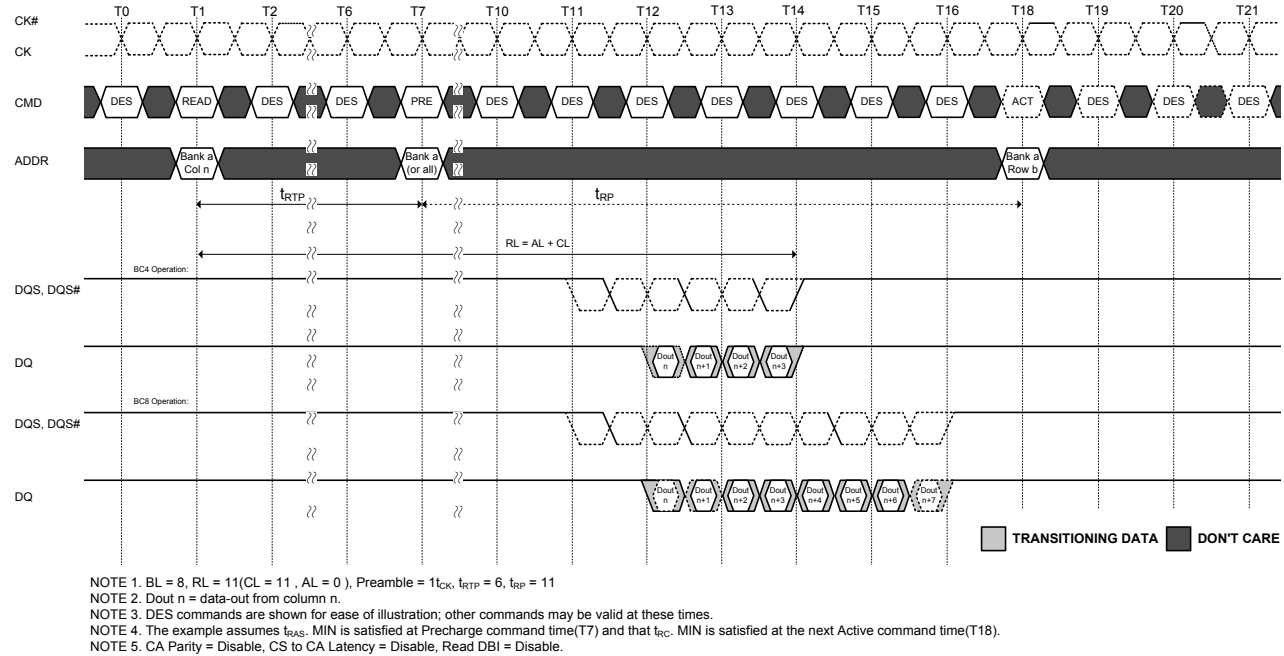 T0 T1 T2 T6 T7 T10 T11 T12 T13 T14 T15 T16 T18 T19 T20 T21
CK#
CK
CMD DES READ DES DES PRE DES DES DES DES DES DES DES ACT DES DES DES
ADDR Bank a Col n Bank a (or all) Bank a Row b
tRTP tRP
RL = AL + CL
BC4 Operation:
DQS, DQS#
DQ Dout n Dout n+1 Dout n+2 Dout n+3
BC8 Operation:
DQS, DQS#
DQ Dout n Dout n+1 Dout n+2 Dout n+3 Dout n+4 Dout n+5 Dout n+6 Dout n+7
TRANSITIONING DATA DON'T CARE
NOTE 1. BL = 8, RL = 11(CL = 11 , AL = 0 ), Preamble = 1tCK, tRTP = 6, tRP = 11
NOTE 2. Dout n = data-out from column n.
NOTE 3. DES commands are shown for ease of illustration; other commands may be valid at these times.
NOTE 4. The example assumes tRAS. MIN is satisfied at Precharge command time(T7) and that tRC. MIN is satisfied at the next Active command time(T18).
NOTE 5. CA Parity = Disable, CS to CA Latency = Disable, Read DBI = Disable.